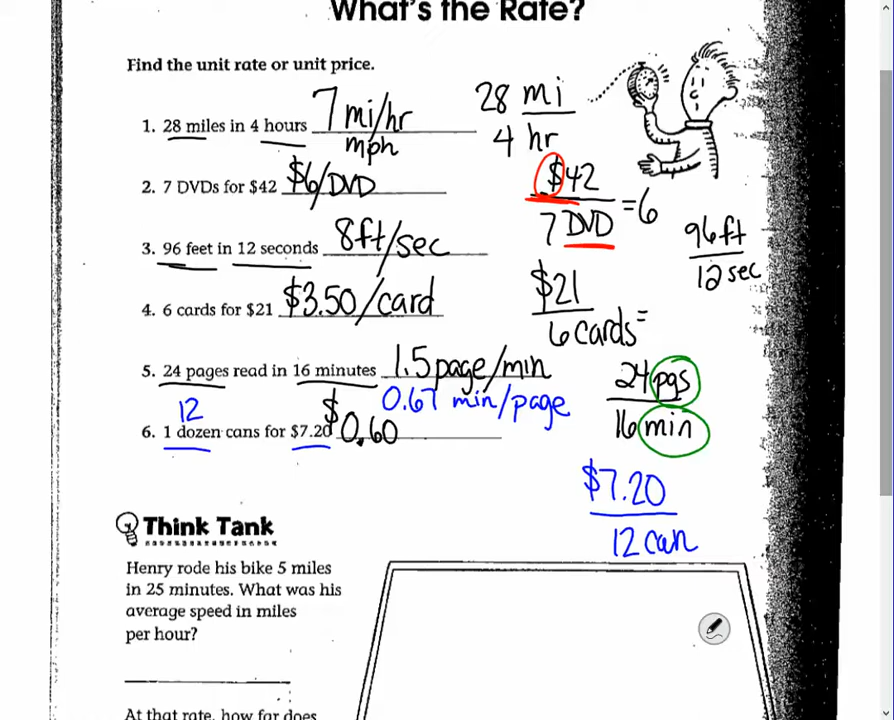 What's the Rate?
Find the unit rate or unit price.
1. 28 miles in 4 hours 7 mi/hr
mph
28 mi
4 hr
2. 7 DVDs for $42 $6/DVD
$42
7 DVD = 6
3. 96 feet in 12 seconds 8ft/sec
96ft
12 sec
4. 6 cards for $21 $3.50/card
$21
6 cards =
5. 24 pages read in 16 minutes 1.5 page/min
0.67 min/page
24 pgs
16 min
12
6. 1 dozen cans for $7.20 $0.60
$7.20
12 can
Think Tank
Henry rode his bike 5 miles
in 25 minutes. What was his
average speed in miles
per hour?
At that rate, how far does